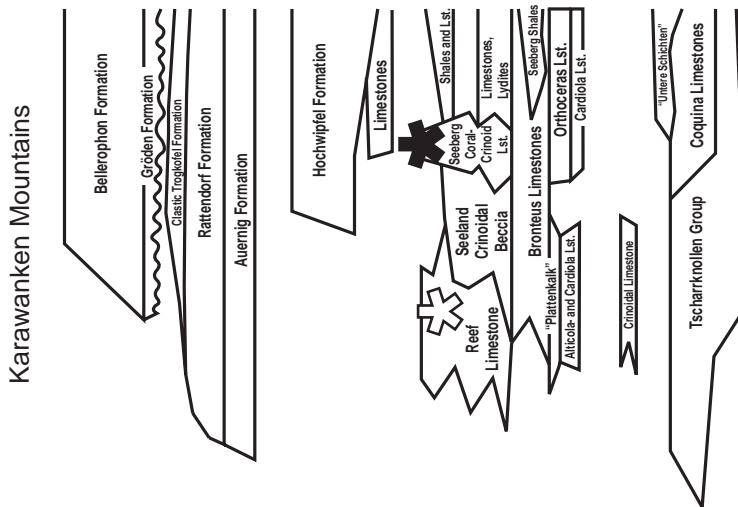 Karawanken Mountains
Bellerophon Formation
Gröden Formation
Clastic Trogkofel Formation
Rattendorf Formation
Auernig Formation
Hochwipfel Formation
Limestones
Shales and Lst.
Limestones,
Lydites
Seeberg
Coral-
Crinoid
Lst.
Seeland
Crinoidal
Beccia
Reef
Limestone
Seeberg Shales
Bronteus Limestones
Orthoceras Lst.
Cardiola Lst.
"Plattenkalk"
Alticola- and Cardiola Lst.
Crinoidal Limestone
"Untere Schichten"
Coquina Limestones
Tscharrknollen Group